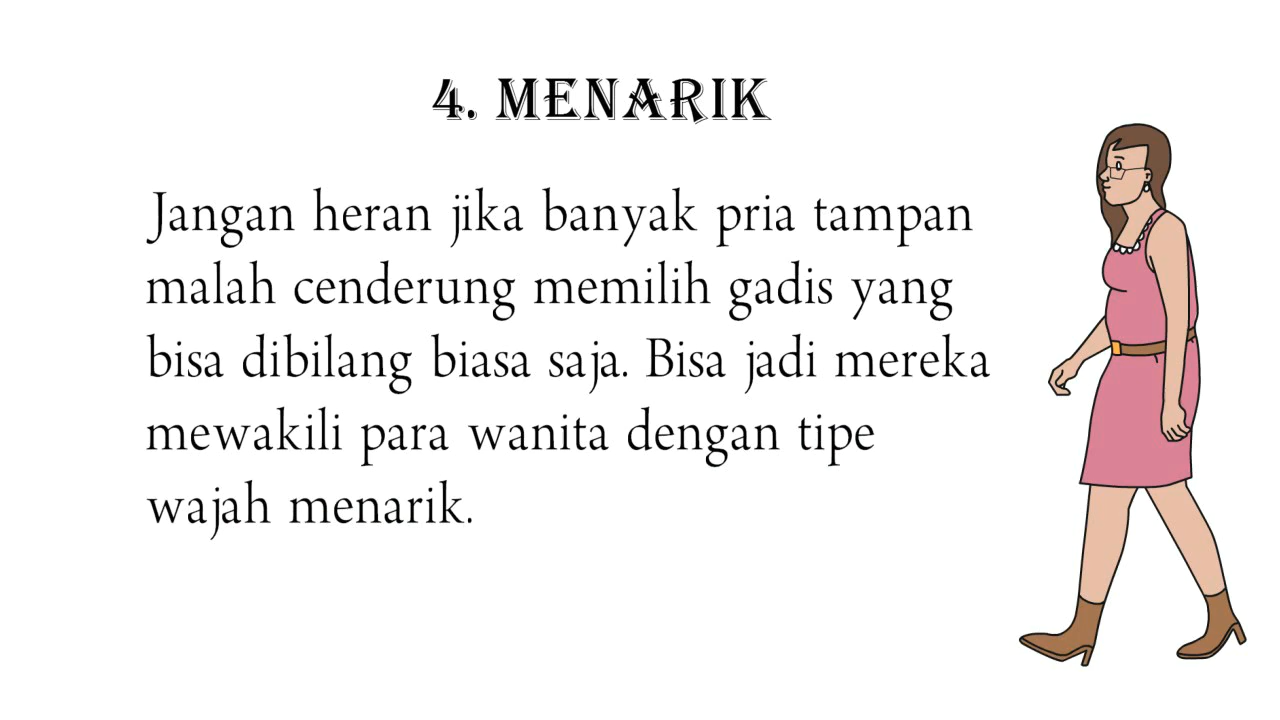 4. MENARIK
Jangan heran jika banyak pria tampan
malah cenderung memilih gadis yang
bisa dibilang biasa saja. Bisa jadi mereka
mewakili para wanita dengan tipe
wajah menarik.